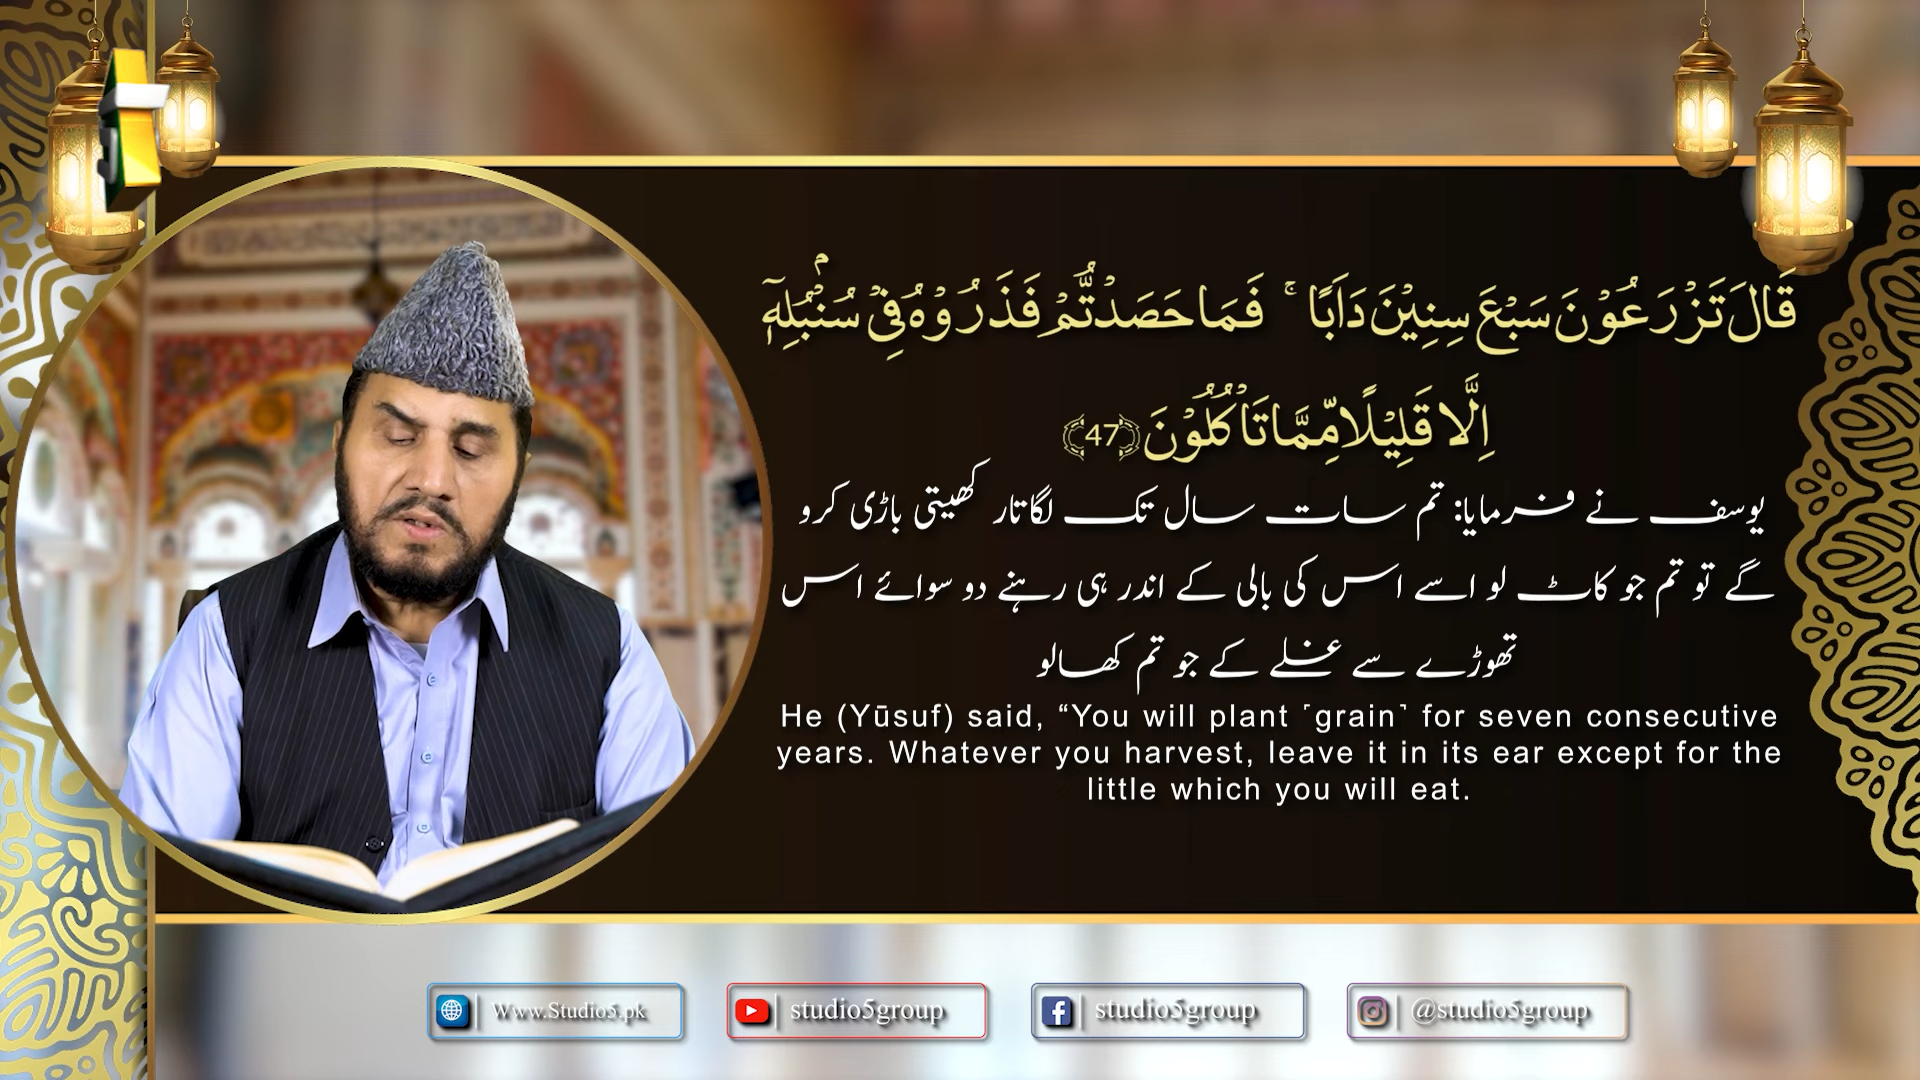 قَالَ تَزْرَعُوْنَ سَبْعَ سِنِيْنَ دَاَبًا ۚ فَمَا حَصَدْتُّمْ فَذَرُوْهُ فِيْ سُنْۢبُلِهٖۤ
اِلَّا قَلِيْلًا مِّمَّا تَاْكُلُوْنَ ﴿47﴾
یوسف نے فرمایا: تم سات سال تک لگاتار کھیتی باڑی کرو
گے تو تم جو کاٹ لو اسے اس کی بالی کے اندر ہی رہنے دو سوائے اس
تھوڑے سے غلے کے جو تم کھالو
He (Yūsuf) said, “You will plant ˹grain˺ for seven consecutive
years. Whatever you harvest, leave it in its ear except for the
little which you will eat.
Www.Studio5.pk
studio5group
studio5group
@studio5group